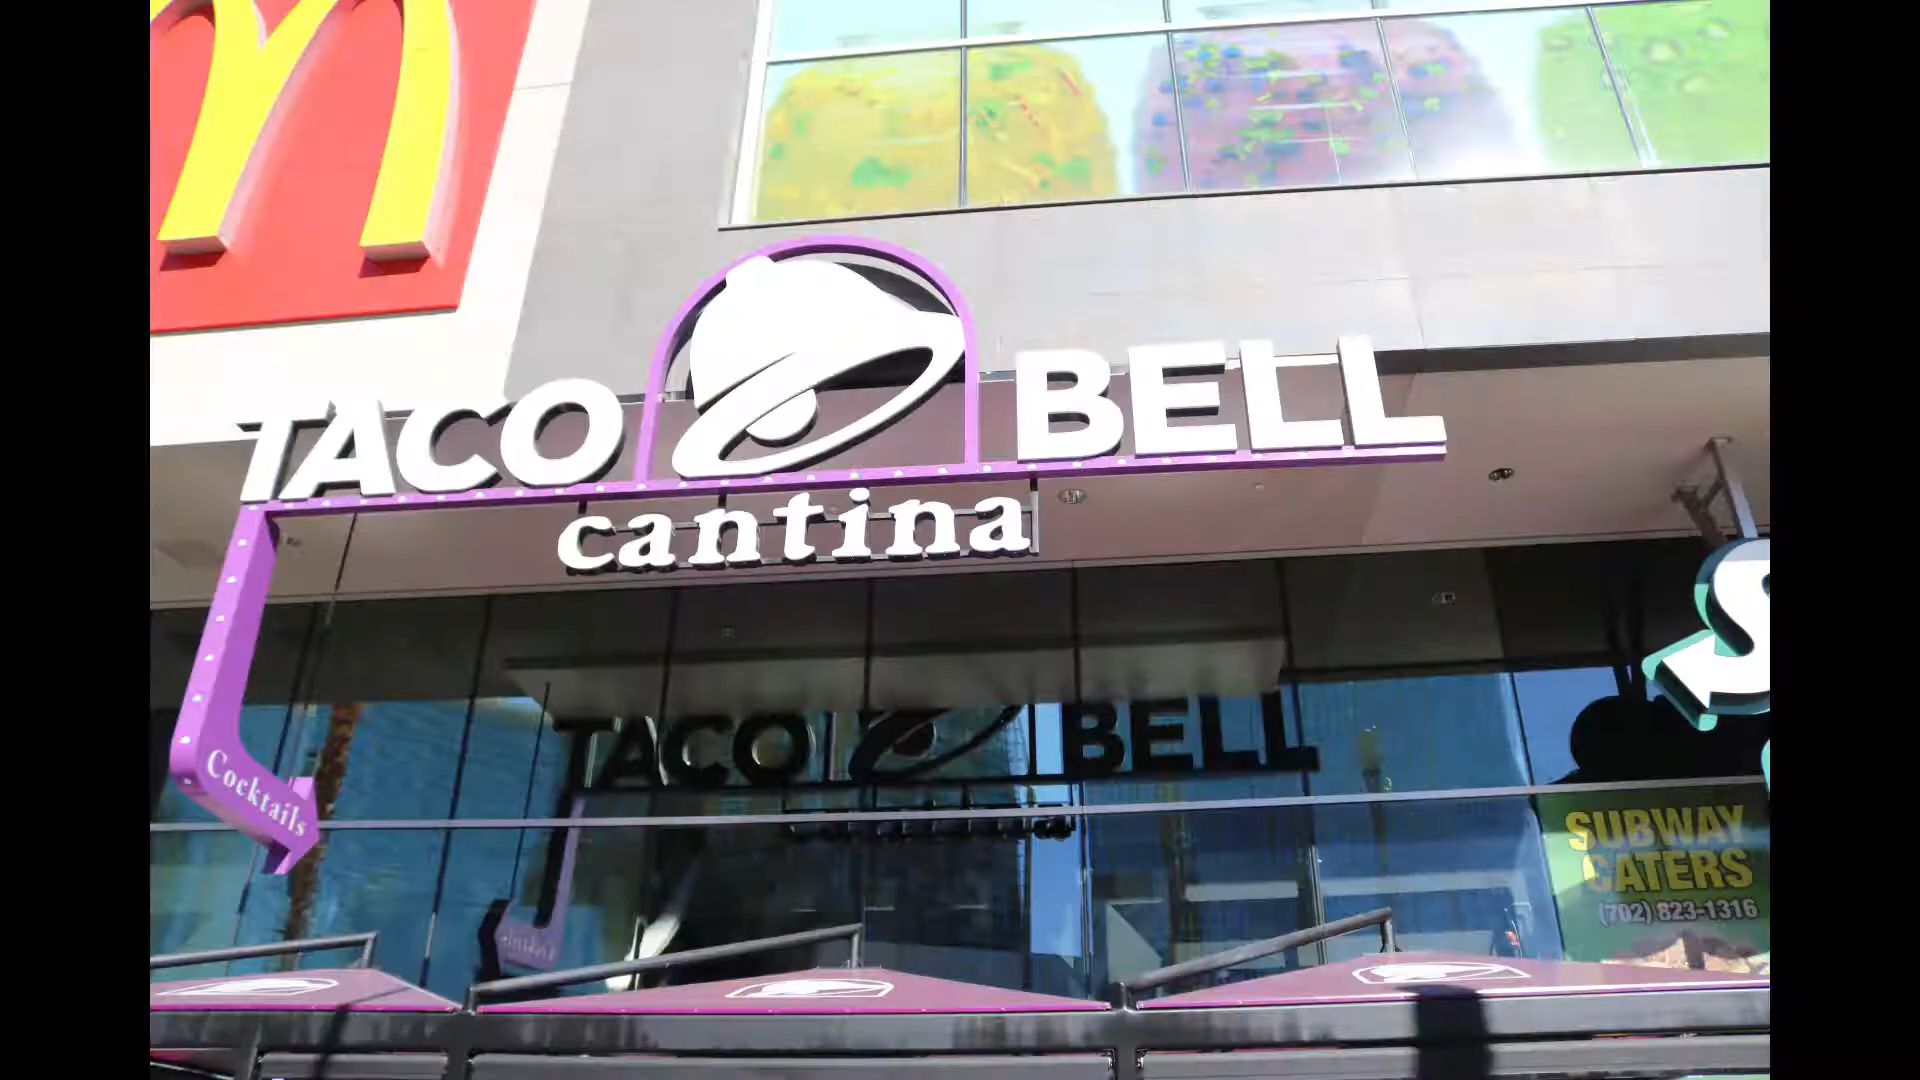 TACO BELL
cantina
Cocktails
TACO BELL
SUBWAY
CATERS
(702) 823-1316